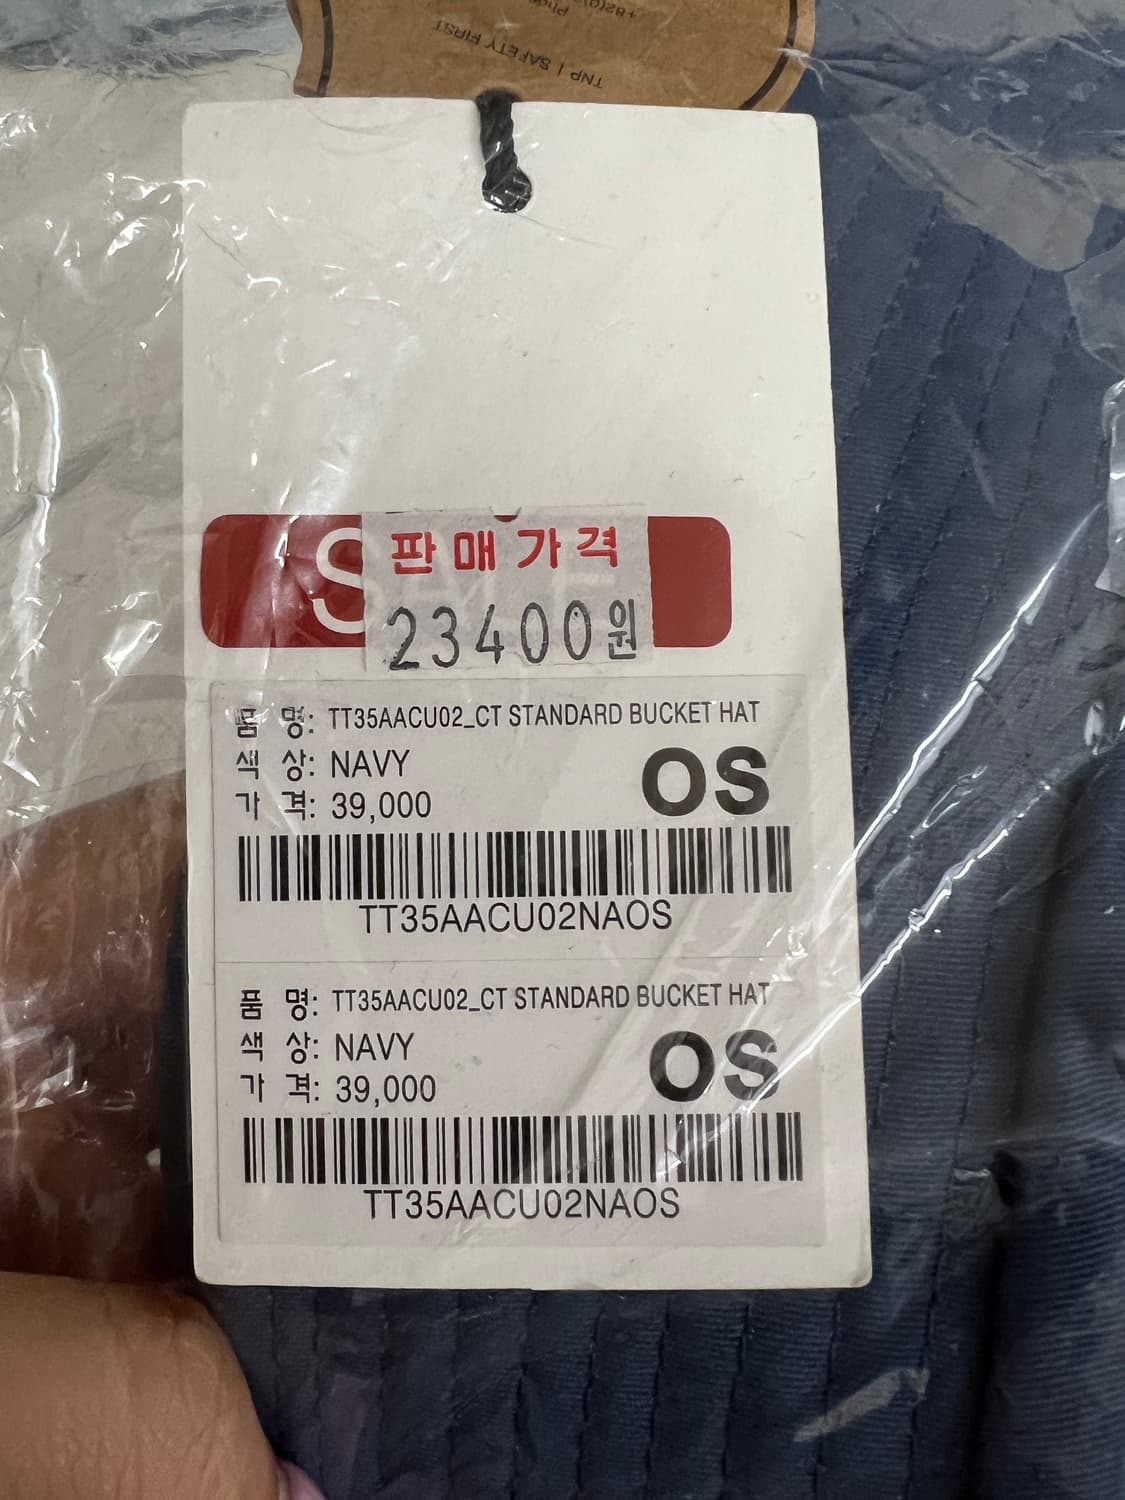 TNP | SAFETY FIRST
판매가격
23400원
품 명: TT35AACU02_CT STANDARD BUCKET HAT
색 상: NAVY
OS
가 격: 39,000
TT35AACU02NAOS
품 명: TT35AACU02_CT STANDARD BUCKET HAT
색 상: NAVY
OS
가 격: 39,000
TT35AACU02NAOS